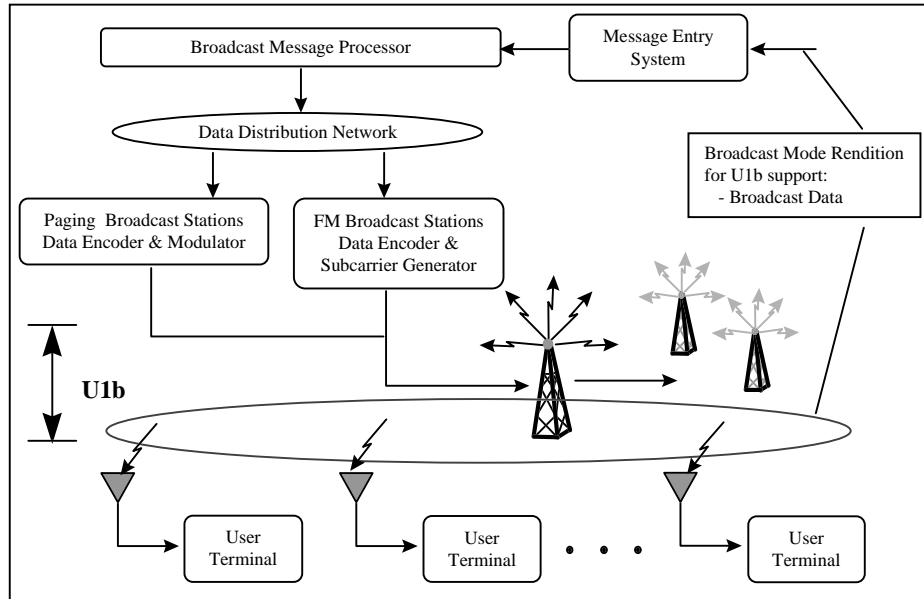 Broadcast Message Processor
Message Entry
System
Data Distribution Network
Broadcast Mode Rendition
for U1b support:
- Broadcast Data
Paging Broadcast Stations
Data Encoder & Modulator
FM Broadcast Stations
Data Encoder &
Subcarrier Generator
U1b
User
Terminal
User
Terminal
User
Terminal